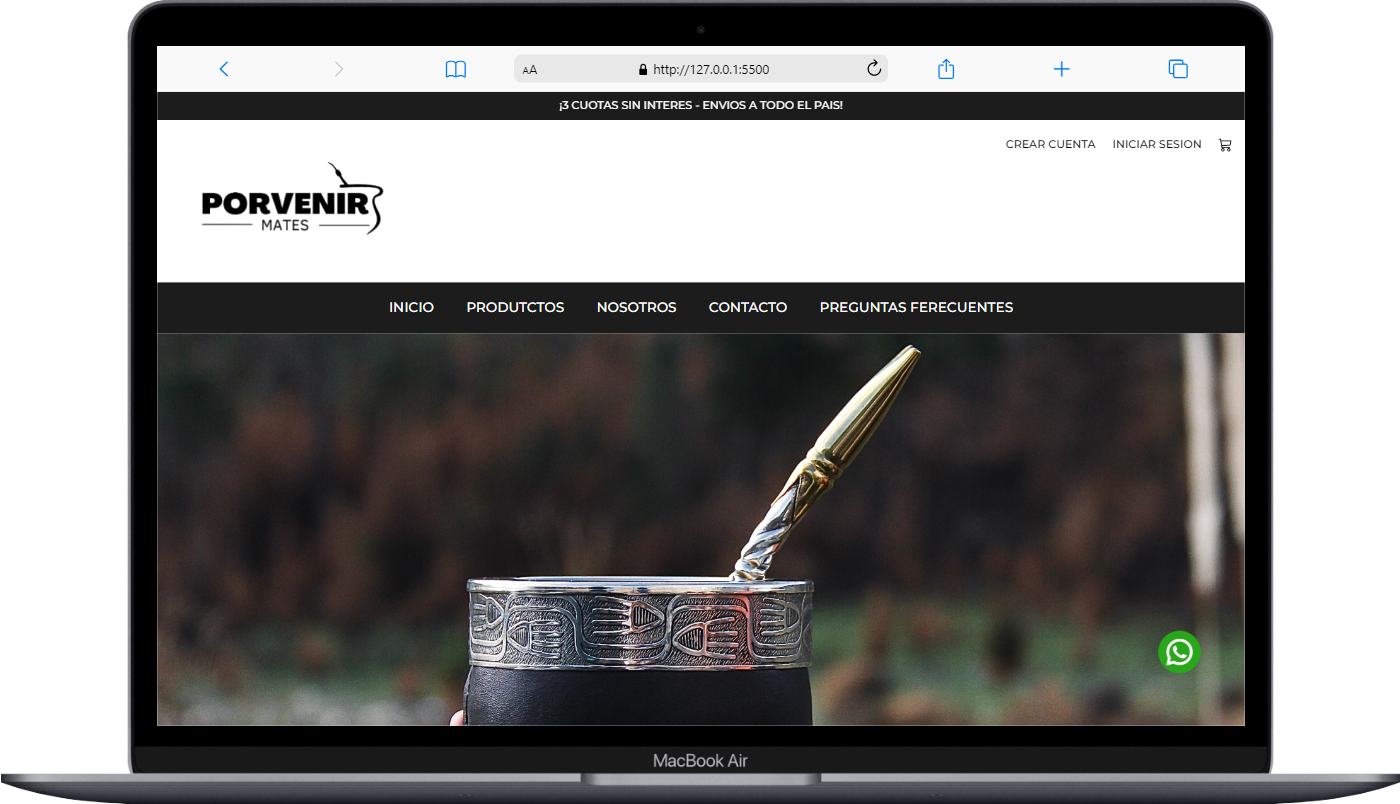 AA
http://127.0.0.1:5500
¡3 CUOTAS SIN INTERES - ENVIOS A TODO EL PAIS!
CREAR CUENTA INICIAR SESION
PORVENIR
MATES
INICIO PRODUTCTOS NOSOTROS CONTACTO PREGUNTAS FERECUENTES
MacBook Air